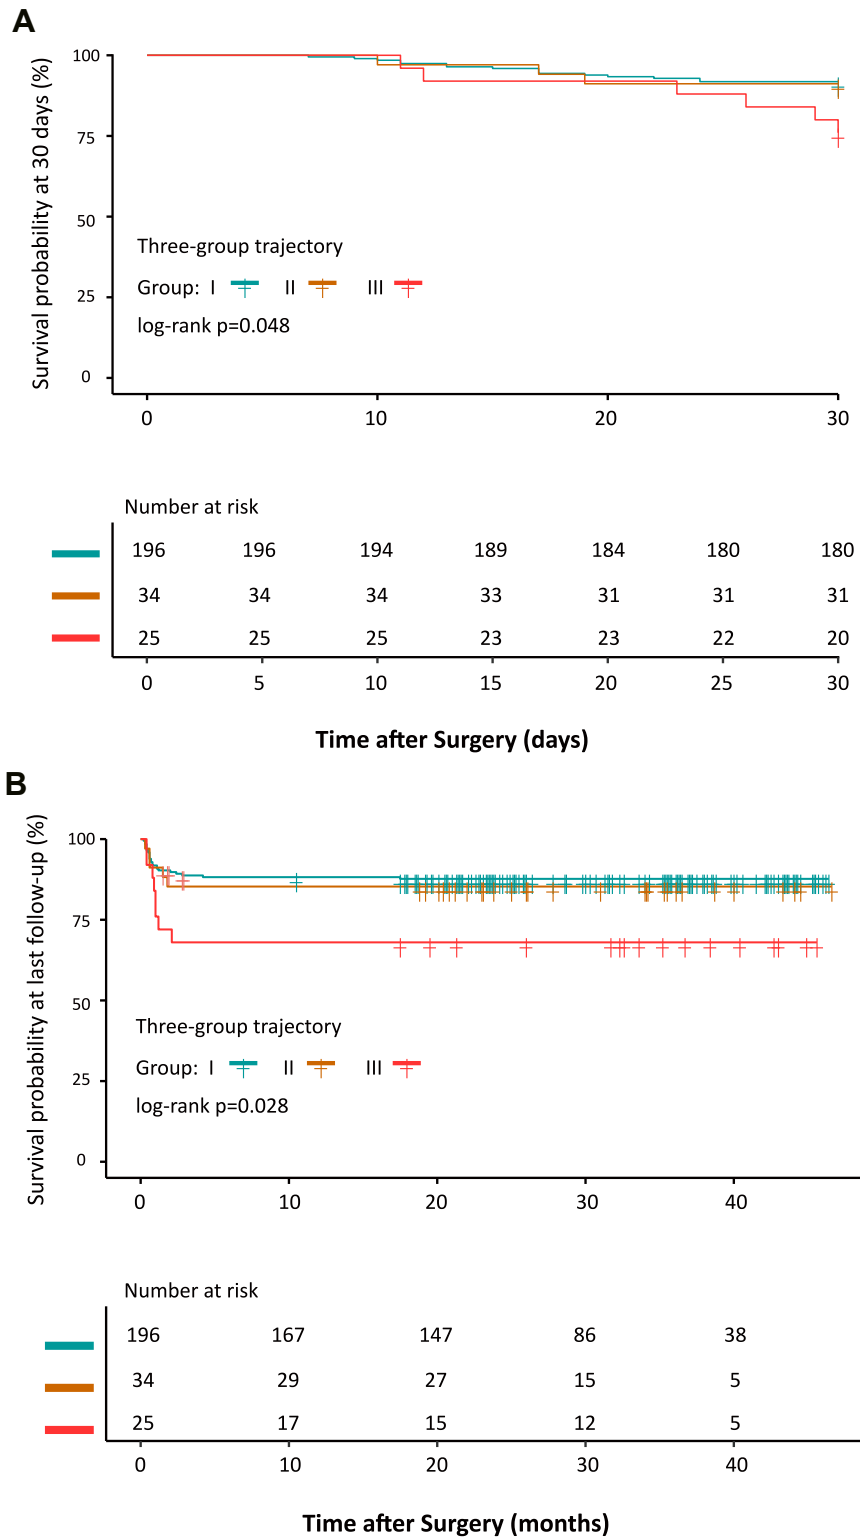 A
Survival probability at 30 days (%)
100
75
50
25
0
Three-group trajectory
Group: I II III
log-rank p=0.048
0 10 20 30
Number at risk
196 196 194 189 184 180 180
34 34 34 33 31 31 31
25 25 25 23 23 22 20
0 5 10 15 20 25 30
Time after Surgery (days)
B
Survival probability at last follow-up (%)
100
75
50
25
0
Three-group trajectory
Group: I II III
log-rank p=0.028
0 10 20 30 40
Number at risk
196 167 147 86 38
34 29 27 15 5
25 17 15 12 5
0 10 20 30 40
Time after Surgery (months)